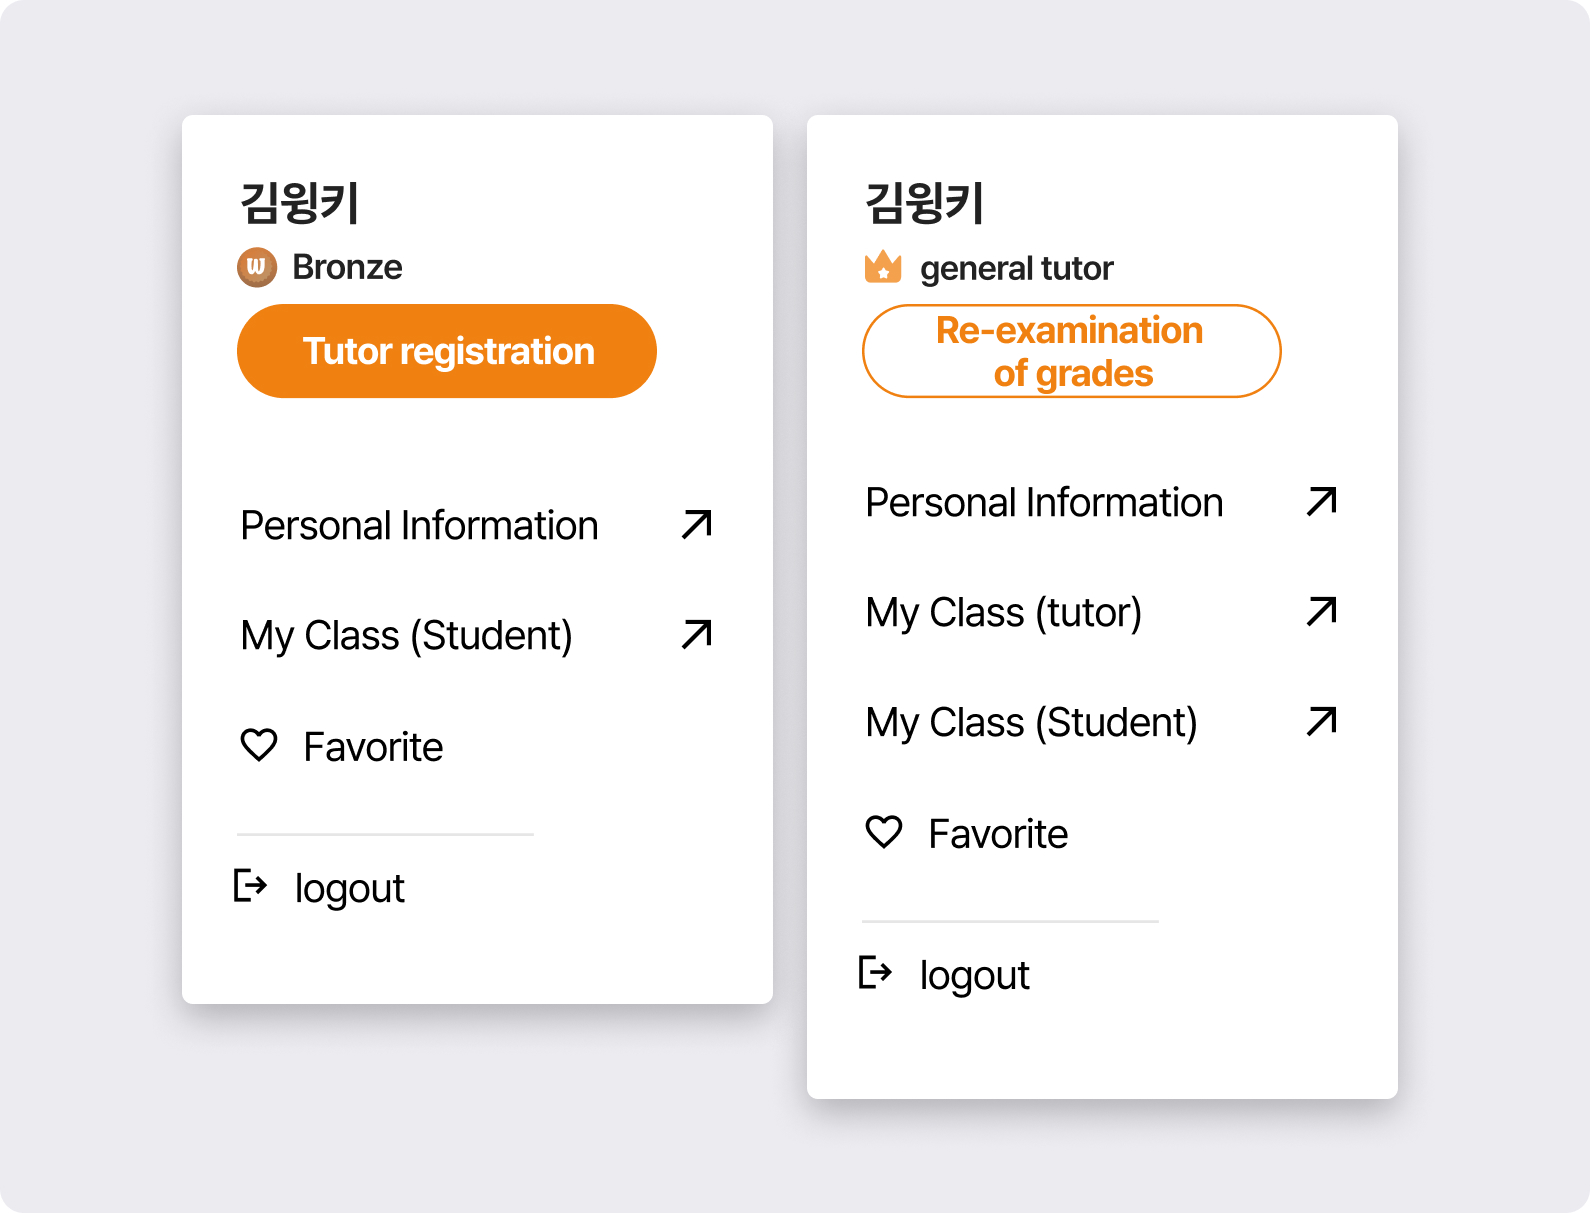 김윙키
W Bronze
Tutor registration
Personal Information
My Class (Student)
Favorite
logout
김윙키
general tutor
Re-examination
of grades
Personal Information
My Class (tutor)
My Class (Student)
Favorite
logout